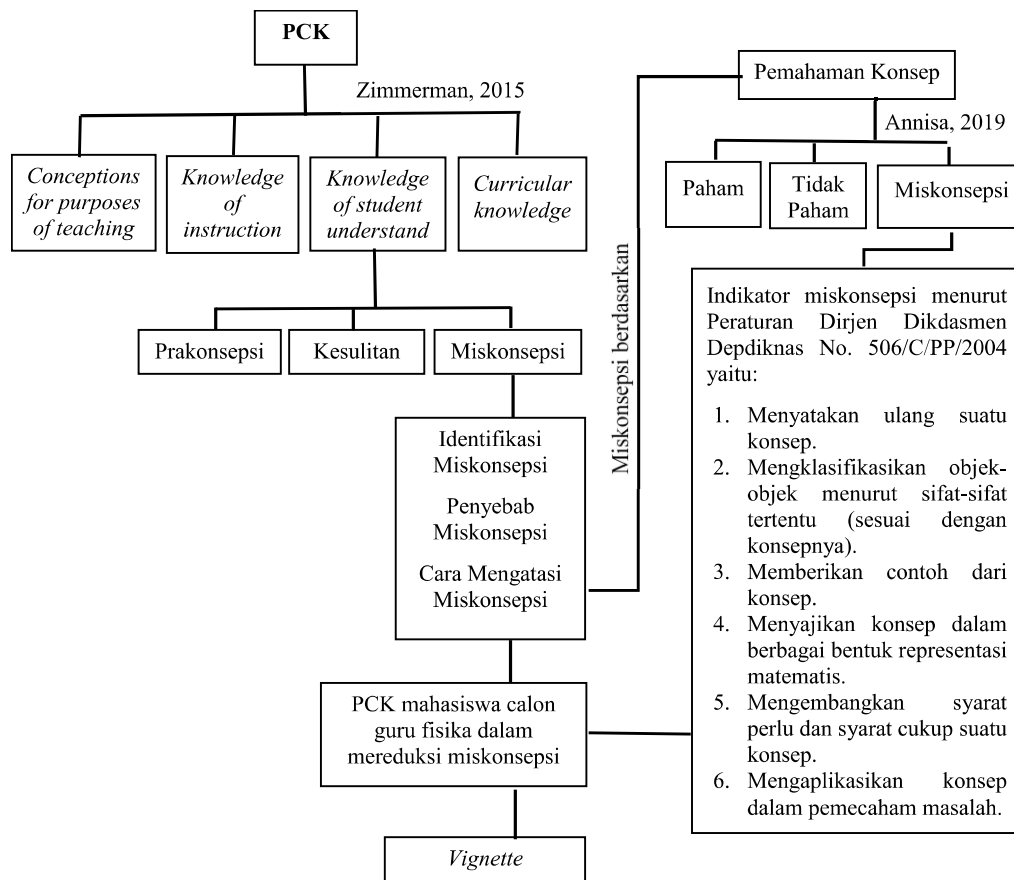 PCK
Zimmerman, 2015
Conceptions
for purposes
of teaching
Knowledge
of
instruction
Knowledge
of student
understand
Curricular
knowledge
Prakonsepsi
Kesulitan
Miskonsepsi
Identifikasi
Miskonsepsi
Penyebab
Miskonsepsi
Cara Mengatasi
Miskonsepsi
PCK mahasiswa calon
guru fisika dalam
mereduksi miskonsepsi
Vignette
Miskonsepsi berdasarkan
Pemahaman Konsep
Annisa, 2019
Paham
Tidak
Paham
Miskonsepsi
Indikator miskonsepsi menurut
Peraturan Dirjen Dikdasmen
Depdiknas No. 506/C/PP/2004
yaitu:
1. Menyatakan ulang suatu
konsep.
2. Mengklasifikasikan objek-
objek menurut sifat-sifat
tertentu (sesuai dengan
konsepnya).
3. Memberikan contoh dari
konsep.
4. Menyajikan konsep dalam
berbagai bentuk representasi
matematis.
5. Mengembangkan syarat
perlu dan syarat cukup suatu
konsep.
6. Mengaplikasikan konsep
dalam pemecaham masalah.